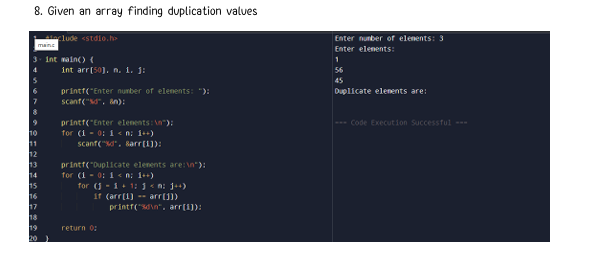 8. Given an array finding duplication values
1 #include <stdio.h>
main.c
3 int main() {
4 int arr[50], n, i, j;
5
6 printf("Enter number of elements: ");
7 scanf("%d", &n);
8
9 printf("Enter elements:\n");
10 for (i = 0; i < n; i++)
11 scanf("%d", &arr[i]);
12
13 printf("Duplicate elements are:\n");
14 for (i = 0; i < n; i++)
15 for (j = i + 1; j < n; j++)
16 if (arr[i] == arr[j])
17 printf("%d\n", arr[i]);
18
19 return 0;
20 }
Enter number of elements: 3
Enter elements:
1
56
45
Duplicate elements are:
=== Code Execution Successful ===